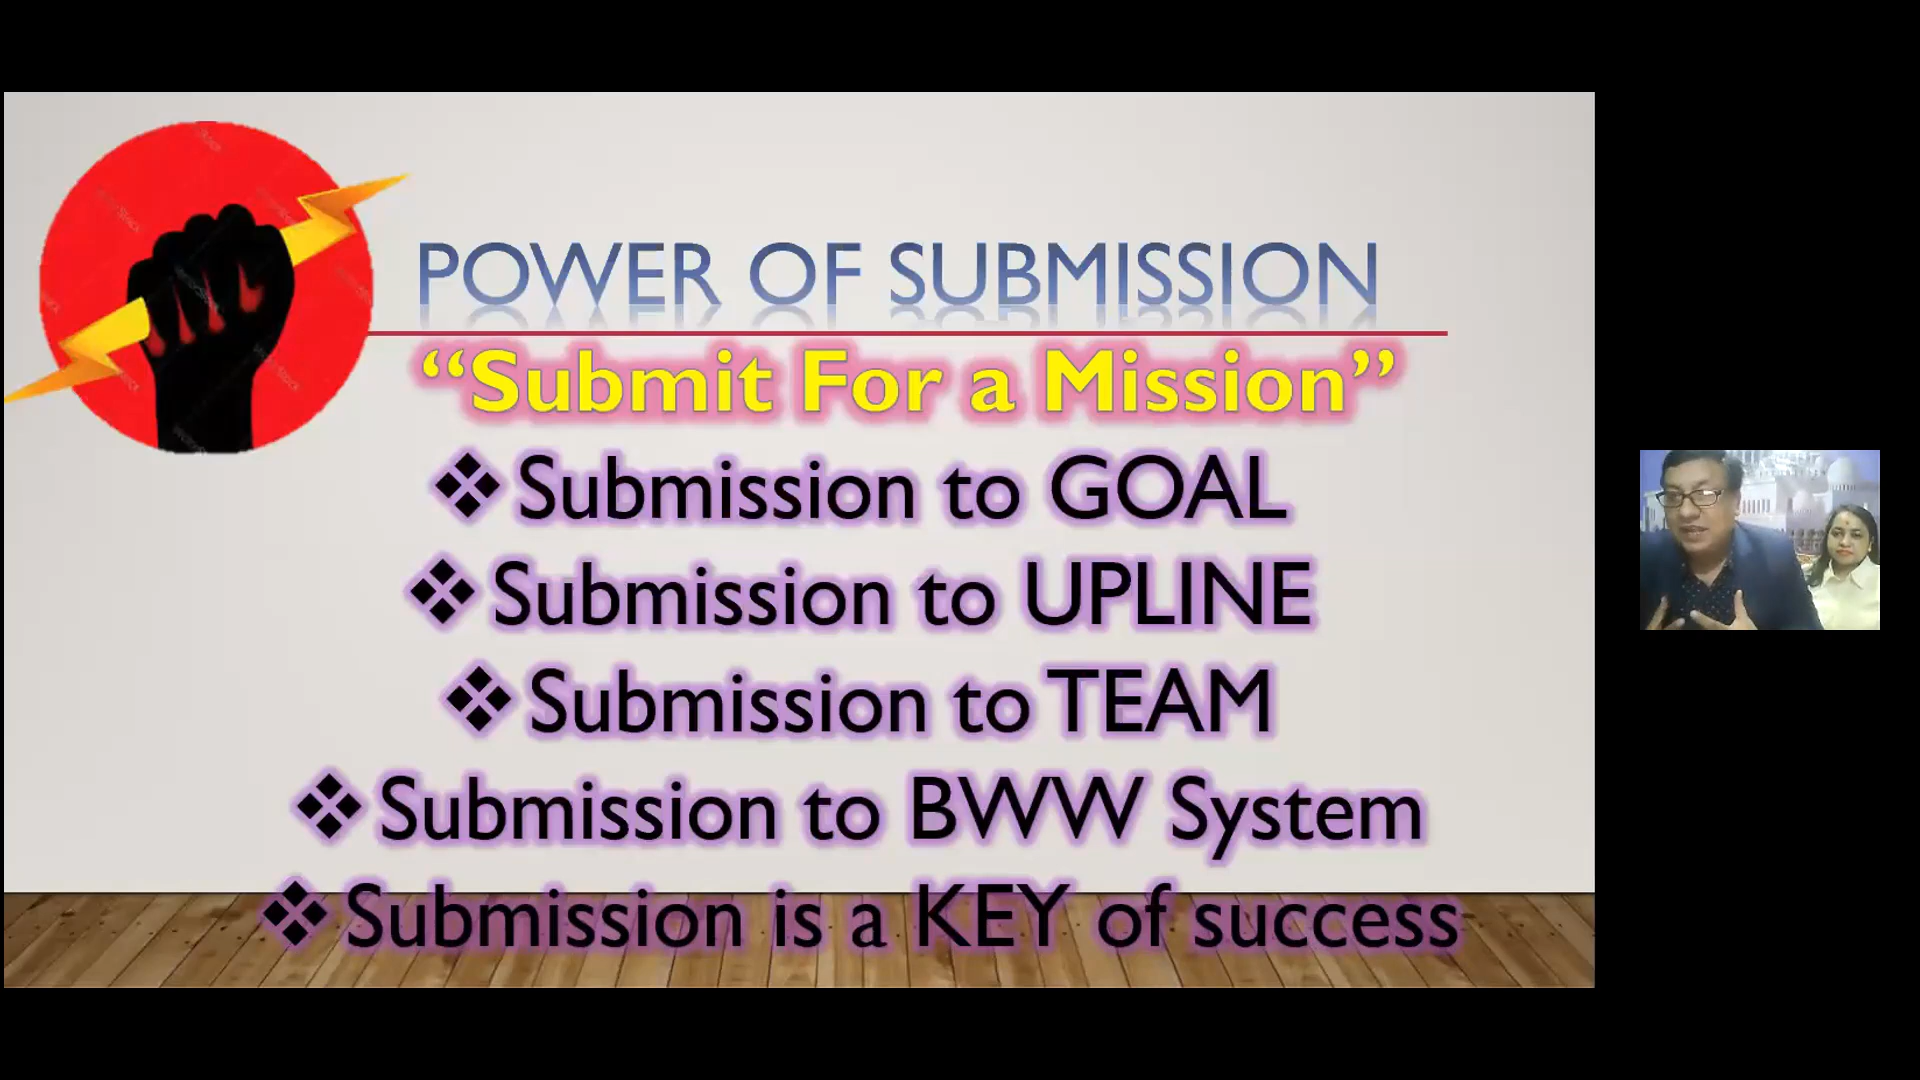 POWER OF SUBMISSION
“Submit For a Mission”
❖Submission to GOAL
❖Submission to UPLINE
❖Submission to TEAM
❖Submission to BWW System
❖Submission is a KEY of success